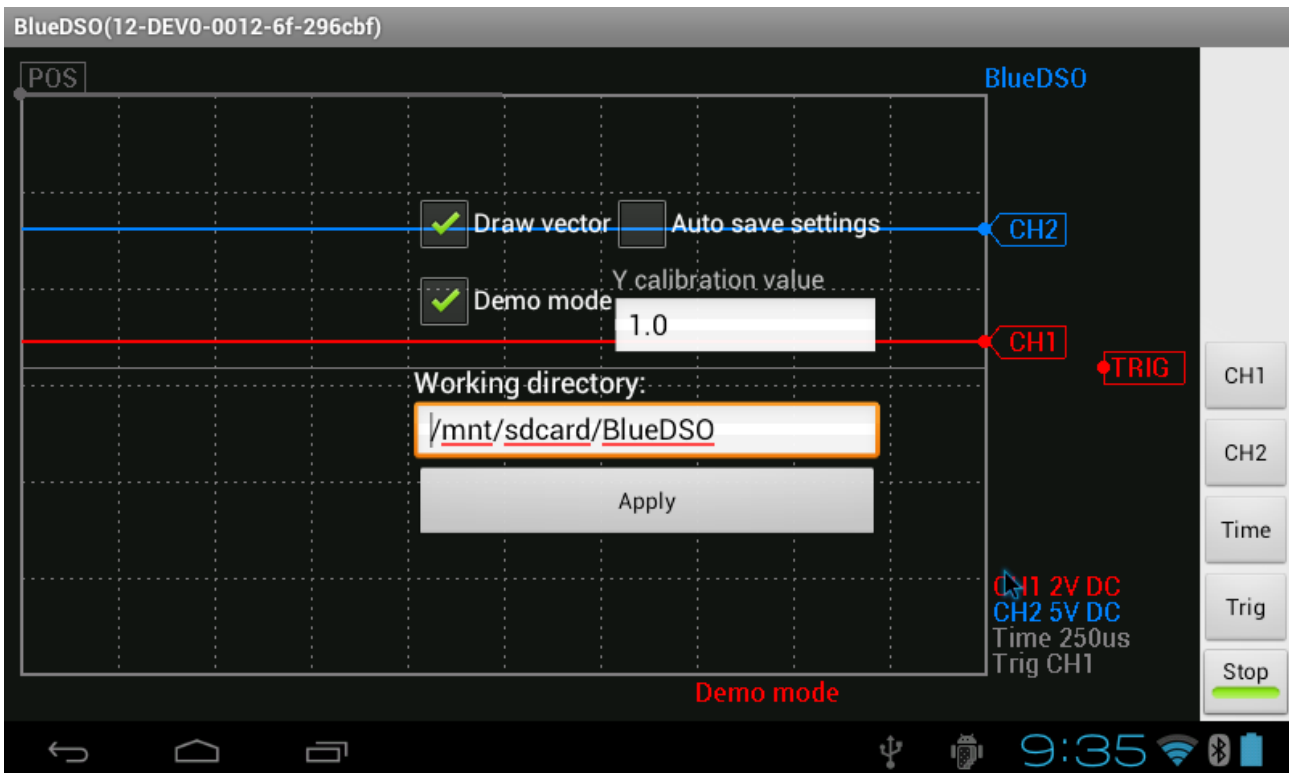 BlueDSO(12-DEV0-0012-6f-296cbf)
POS
BlueDSO
Draw vector
Auto save settings
CH2
Y calibration value
Demo mode
1.0
CH1
TRIG
CH1
Working directory:
/mnt/sdcard/BlueDSO
CH2
Apply
Time
CH1 2V DC
CH2 5V DC
Time 250us
Trig CH1
Trig
Stop
Demo mode
9:35